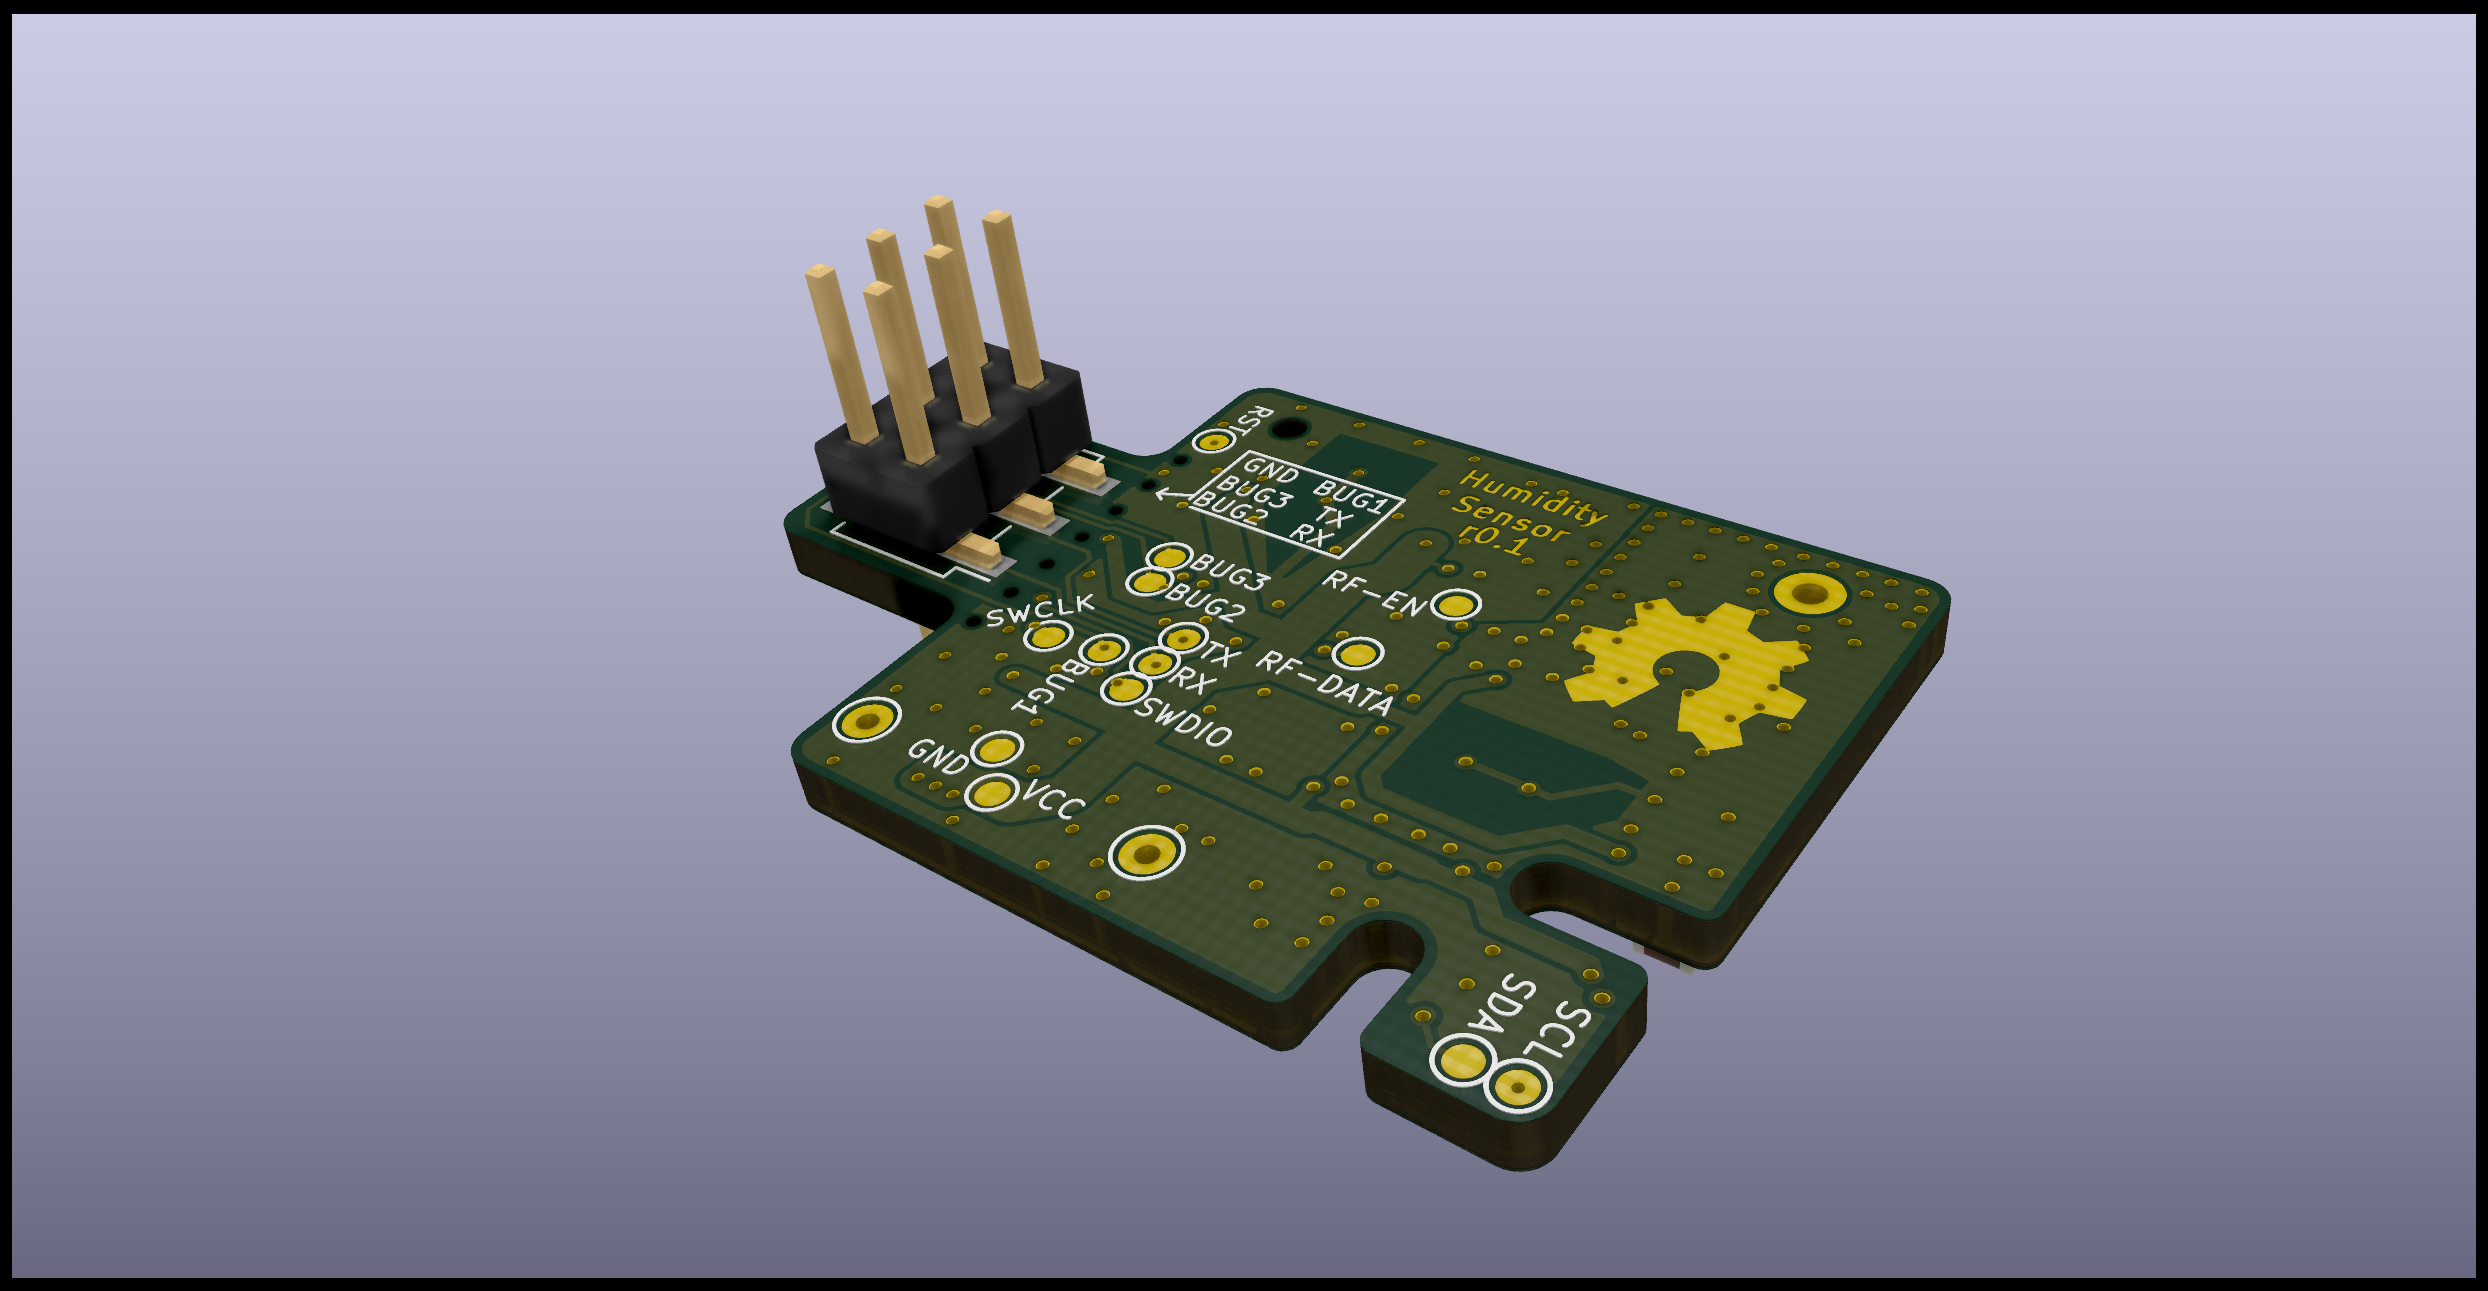 RST
GND BUG1
BUG3 TX
BUG2 RX
Humidity
Sensor
r0.1
BUG3
BUG2
RF-EN
SWCLK
TX
RX
RF-DATA
BUG1
SWDIO
GND
VCC
SDA
SCL